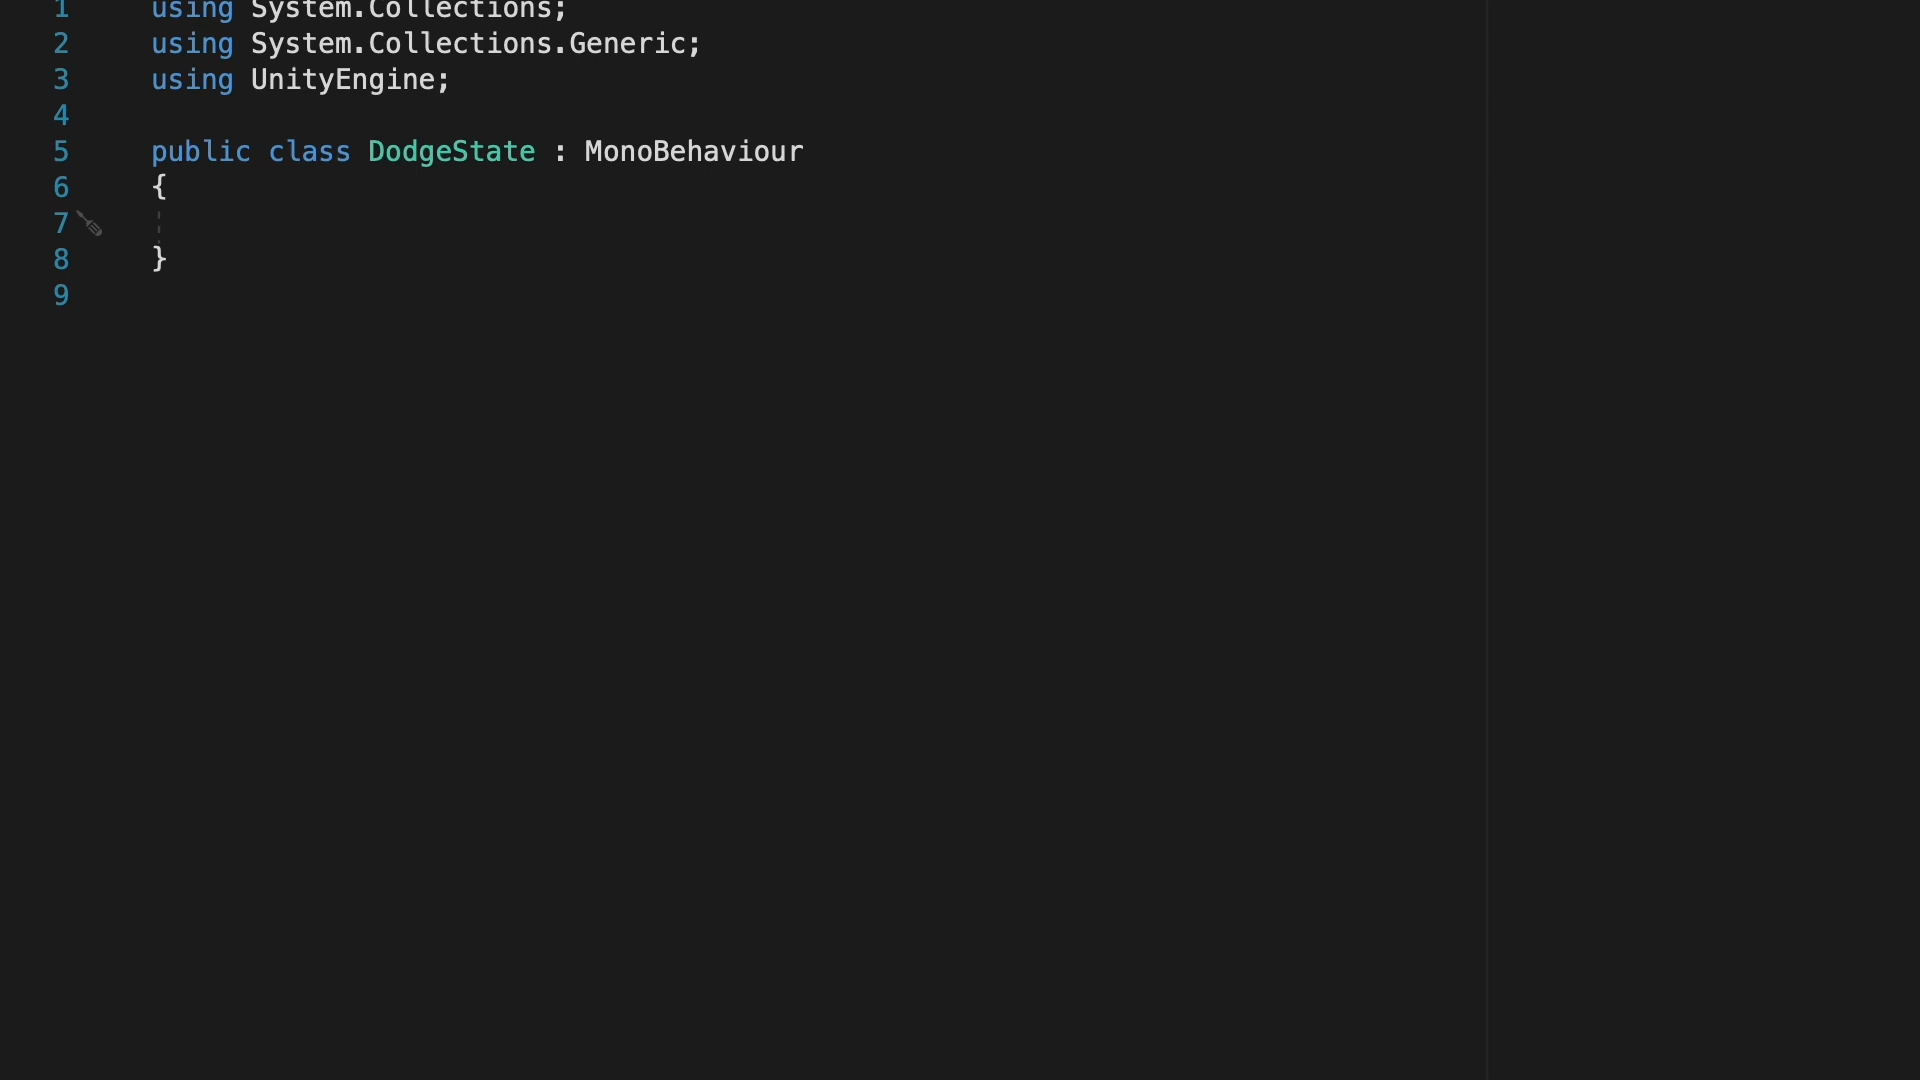 1 using System.Collections;
2 using System.Collections.Generic;
3 using UnityEngine;
4
5 public class DodgeState : MonoBehaviour
6 {
7
8 }
9